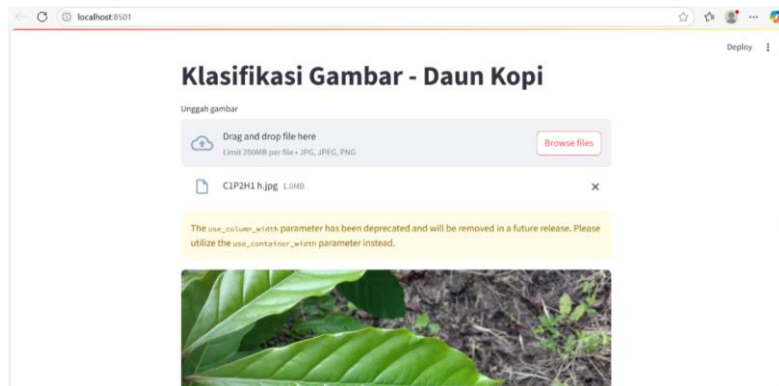 localhost:8501
Deploy
Klasifikasi Gambar - Daun Kopi
Unggah gambar
Drag and drop file here
Limit 200MB per file • JPG, JPEG, PNG
Browse files
C1P2H1 h.jpg 1.0MB
The use_column_width parameter has been deprecated and will be removed in a future release. Please
utilize the use_container_width parameter instead.